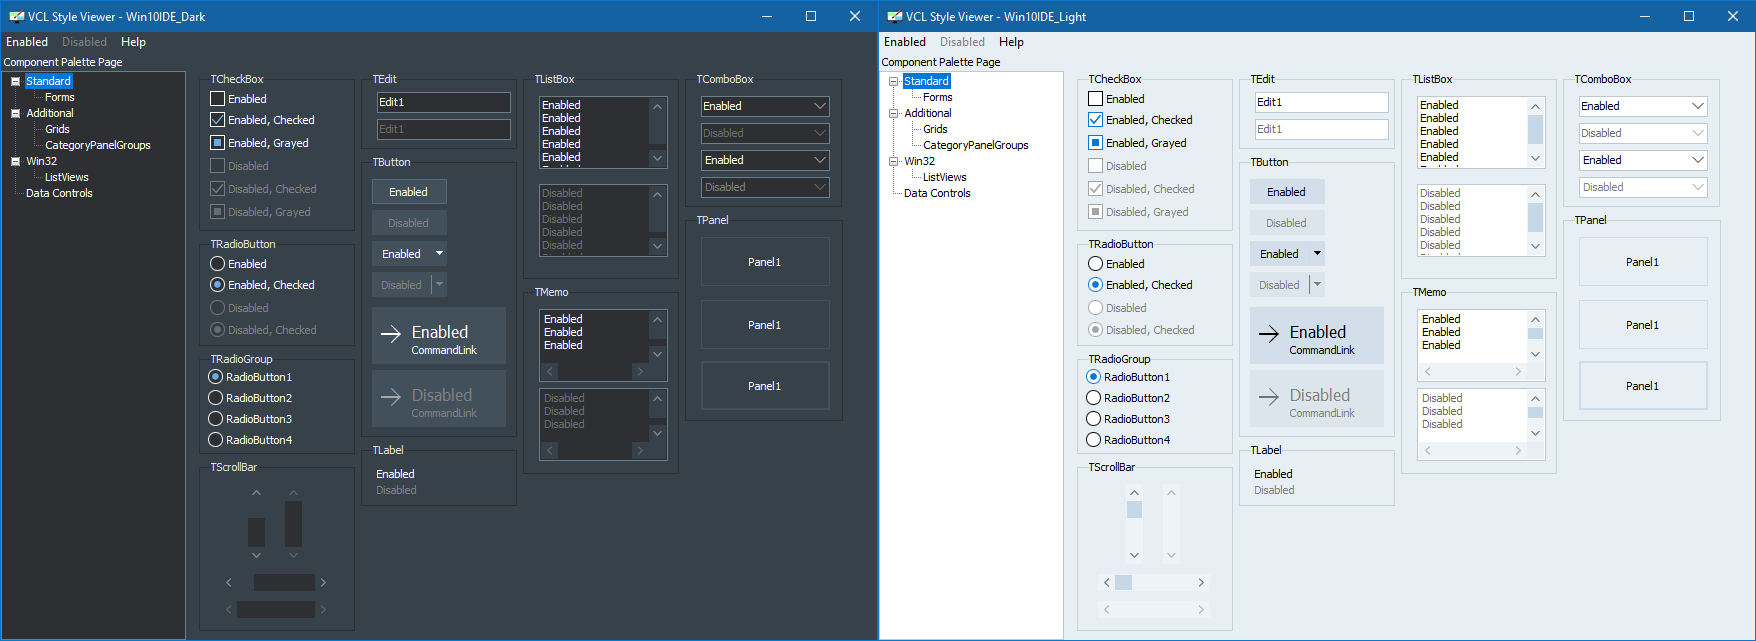 VCL Style Viewer - Win10IDE_Dark
Enabled Disabled Help
Component Palette Page
Standard
Forms
Additional
Grids
CategoryPanelGroups
Win32
ListViews
Data Controls
TCheckBox
Enabled
Enabled, Checked
Enabled, Grayed
Disabled
Disabled, Checked
Disabled, Grayed
TRadioButton
Enabled
Enabled, Checked
Disabled
Disabled, Checked
TRadioGroup
RadioButton1
RadioButton2
RadioButton3
RadioButton4
TScrollBar
TEdit
Edit1
Edit1
TButton
Enabled
Disabled
Enabled
Disabled
Enabled
CommandLink
Disabled
CommandLink
TLabel
Enabled
Disabled
TListBox
Enabled
Enabled
Enabled
Enabled
Enabled
Disabled
Disabled
Disabled
Disabled
Disabled
TMemo
Enabled
Enabled
Enabled
Disabled
Disabled
Disabled
TComboBox
Enabled
Disabled
Enabled
Disabled
TPanel
Panel1
Panel1
Panel1
VCL Style Viewer - Win10IDE_Light
Enabled Disabled Help
Component Palette Page
Standard
Forms
Additional
Grids
CategoryPanelGroups
Win32
ListViews
Data Controls
TCheckBox
Enabled
Enabled, Checked
Enabled, Grayed
Disabled
Disabled, Checked
Disabled, Grayed
TRadioButton
Enabled
Enabled, Checked
Disabled
Disabled, Checked
TRadioGroup
RadioButton1
RadioButton2
RadioButton3
RadioButton4
TScrollBar
TEdit
Edit1
Edit1
TButton
Enabled
Disabled
Enabled
Disabled
Enabled
CommandLink
Disabled
CommandLink
TLabel
Enabled
Disabled
TListBox
Enabled
Enabled
Enabled
Enabled
Enabled
Disabled
Disabled
Disabled
Disabled
Disabled
TMemo
Enabled
Enabled
Enabled
Disabled
Disabled
Disabled
TComboBox
Enabled
Disabled
Enabled
Disabled
TPanel
Panel1
Panel1
Panel1